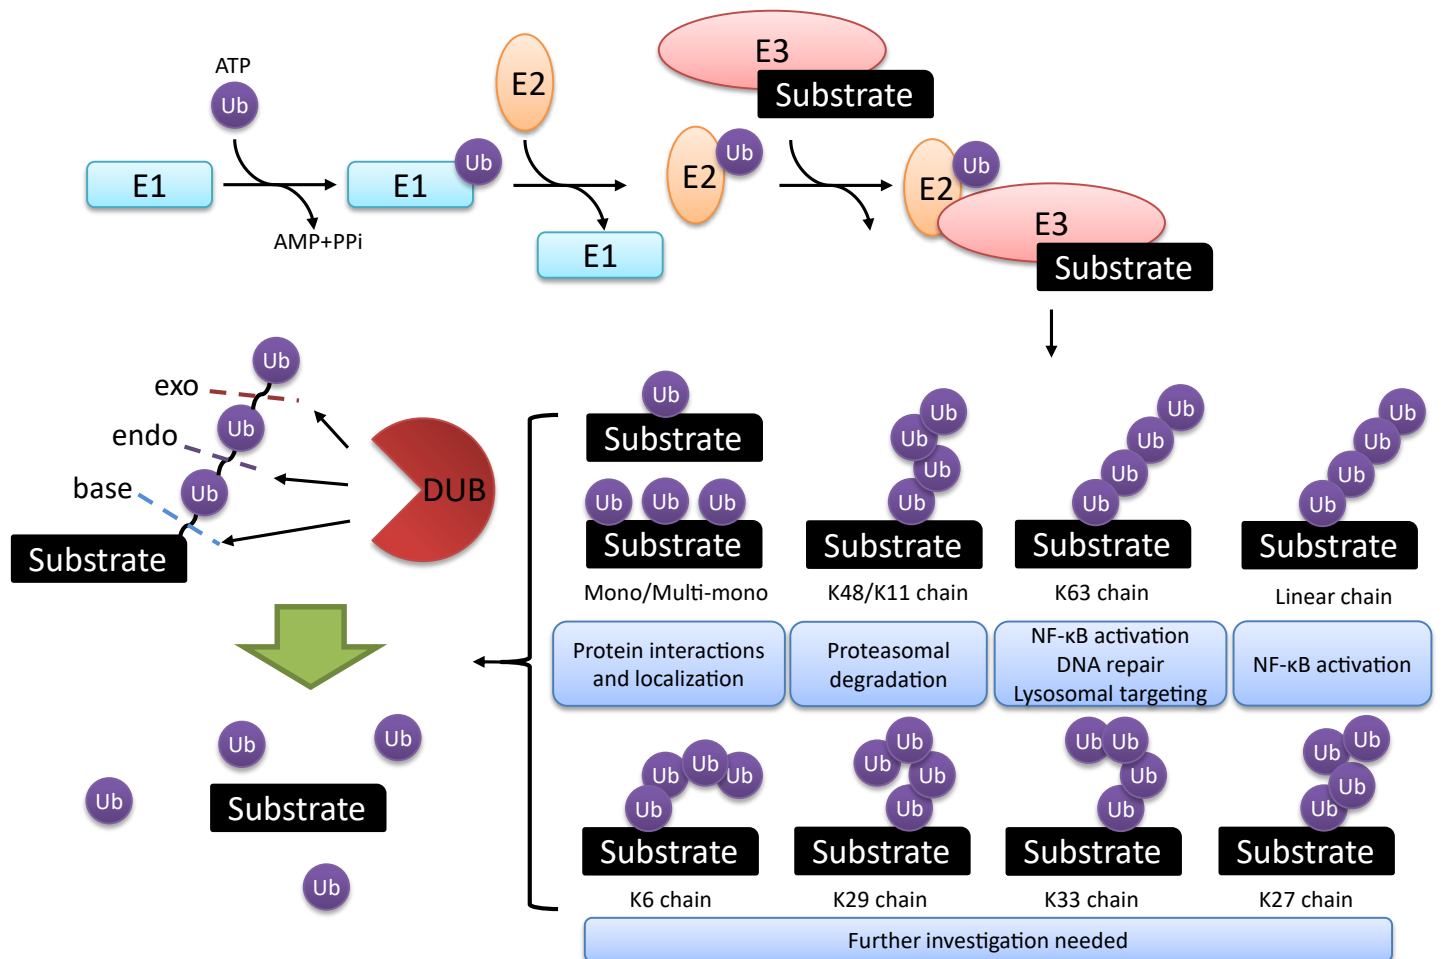 ATP
Ub
E1
AMP+PPi
E1
Ub
E2
E1
E2
Ub
E3
Substrate
E2
Ub
E3
Substrate
exo
endo
base
Ub
Ub
Ub
Substrate
DUB
Ub
Substrate
Ub
Ub
Ub
Substrate
Mono/Multi-mono
Ub
Ub
Ub
Ub
Substrate
K48/K11 chain
Ub
Ub
Ub
Ub
Substrate
K63 chain
Ub
Ub
Ub
Ub
Substrate
Linear chain
Protein interactions
and localization
Proteasomal
degradation
NF-κB activation
DNA repair
Lysosomal targeting
NF-κB activation
Ub
Ub
Ub
Substrate
Ub
Ub
Ub
Ub
Ub
Substrate
K6 chain
Ub
Ub
Ub
Ub
Substrate
K29 chain
Ub
Ub
Ub
Ub
Substrate
K33 chain
Ub
Ub
Ub
Ub
Substrate
K27 chain
Further investigation needed